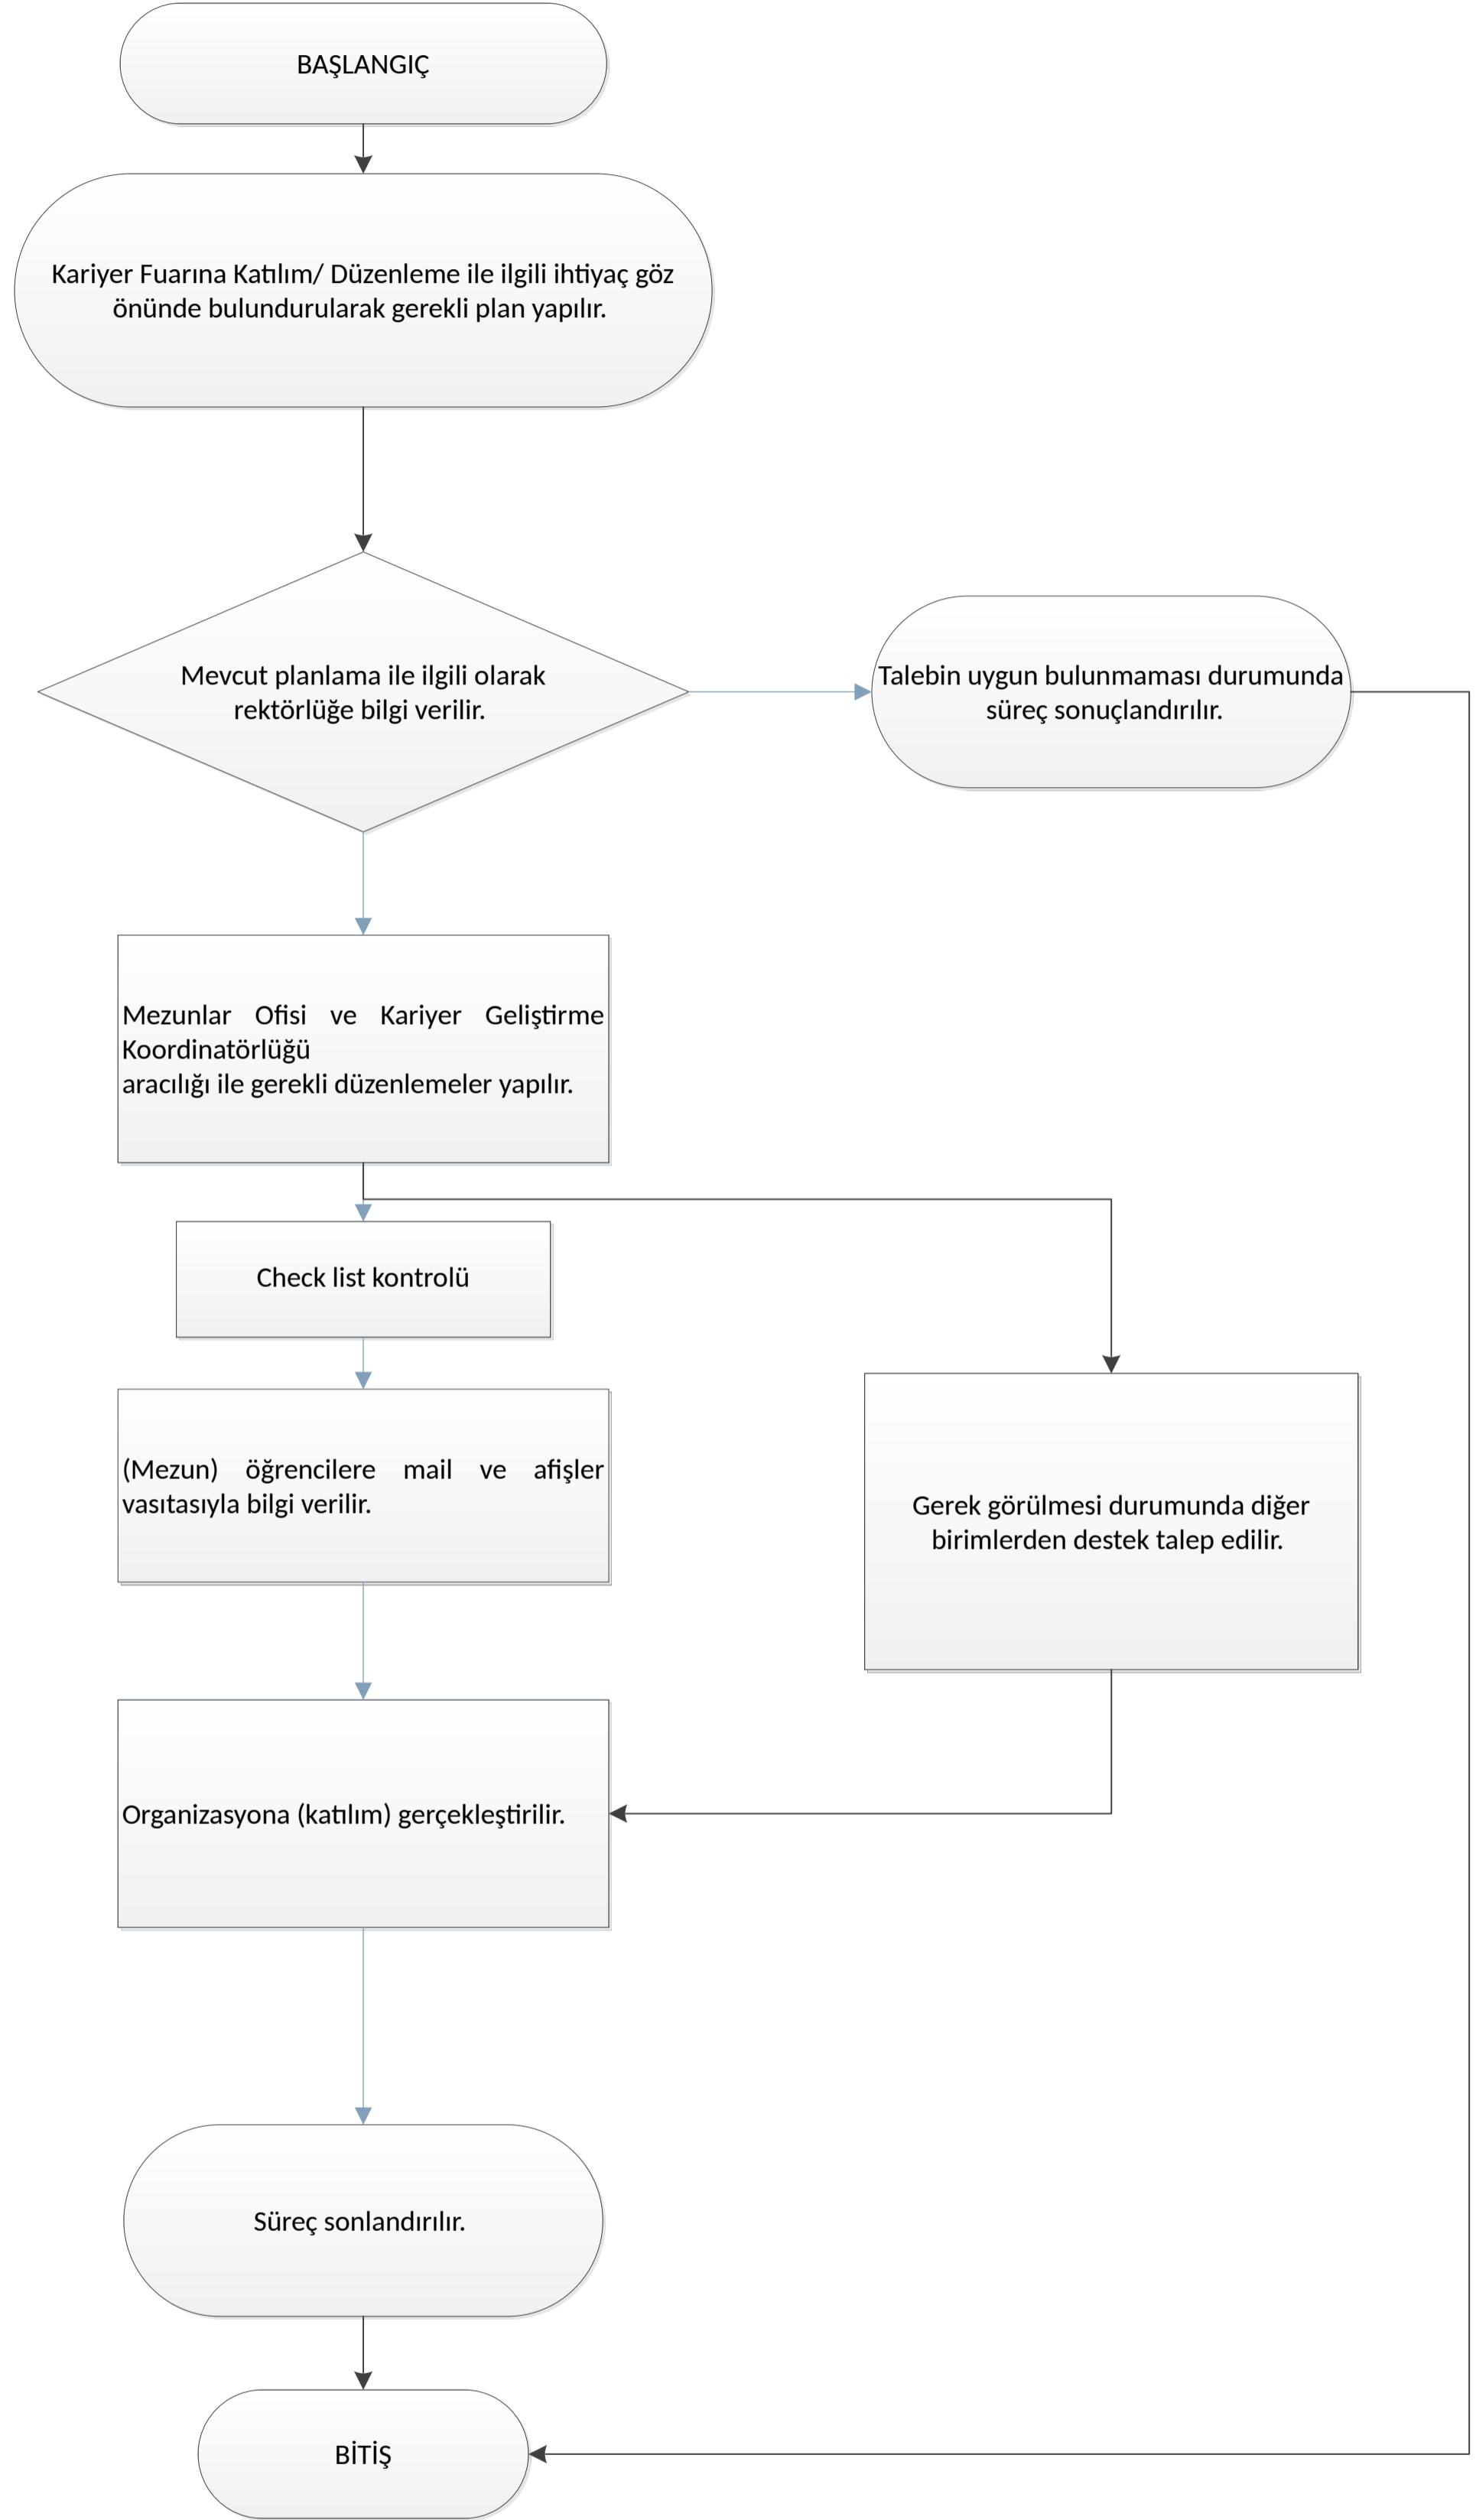 BAŞLANGIÇ
Kariyer Fuarına Katılım/ Düzenleme ile ilgili ihtiyaç göz
önünde bulundurularak gerekli plan yapılır.
Mevcut planlama ile ilgili olarak
rektörlüğe bilgi verilir.
Talebin uygun bulunmaması durumunda
süreç sonuçlandırılır.
Mezunlar Ofisi ve Kariyer Geliştirme
Koordinatörlüğü
aracılığı ile gerekli düzenlemeler yapılır.
Check list kontrolü
(Mezun) öğrencilere mail ve afişler
vasıtasıyla bilgi verilir.
Gerek görülmesi durumunda diğer
birimlerden destek talep edilir.
Organizasyona (katılım) gerçekleştirilir.
Süreç sonlandırılır.
BİTİŞ